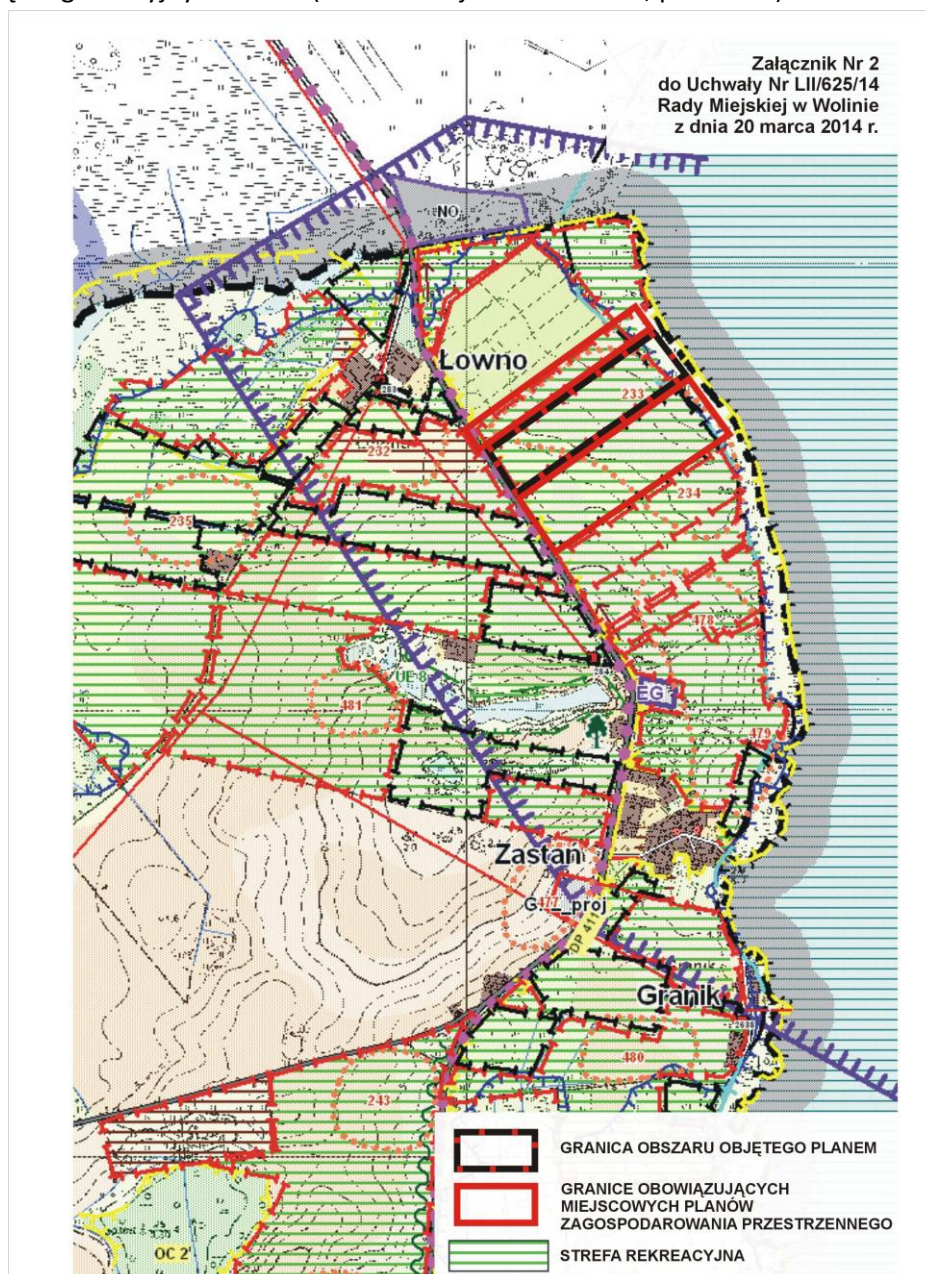 Załącznik Nr 2
do Uchwały Nr LII/625/14
Rady Miejskiej w Wolinie
z dnia 20 marca 2014 r.
NO
Łowno
233
232
234
235
478
EG
UE 8
481
479
Zastań
477
G_proj
DP 411
Granik
480
243
OC 2
GRANICA OBSZARU OBJĘTEGO PLANEM
GRANICE OBOWIĄZUJĄCYCH
MIEJSCOWYCH PLANÓW
ZAGOSPODAROWANIA PRZESTRZENNEGO
STREFA REKREACYJNA